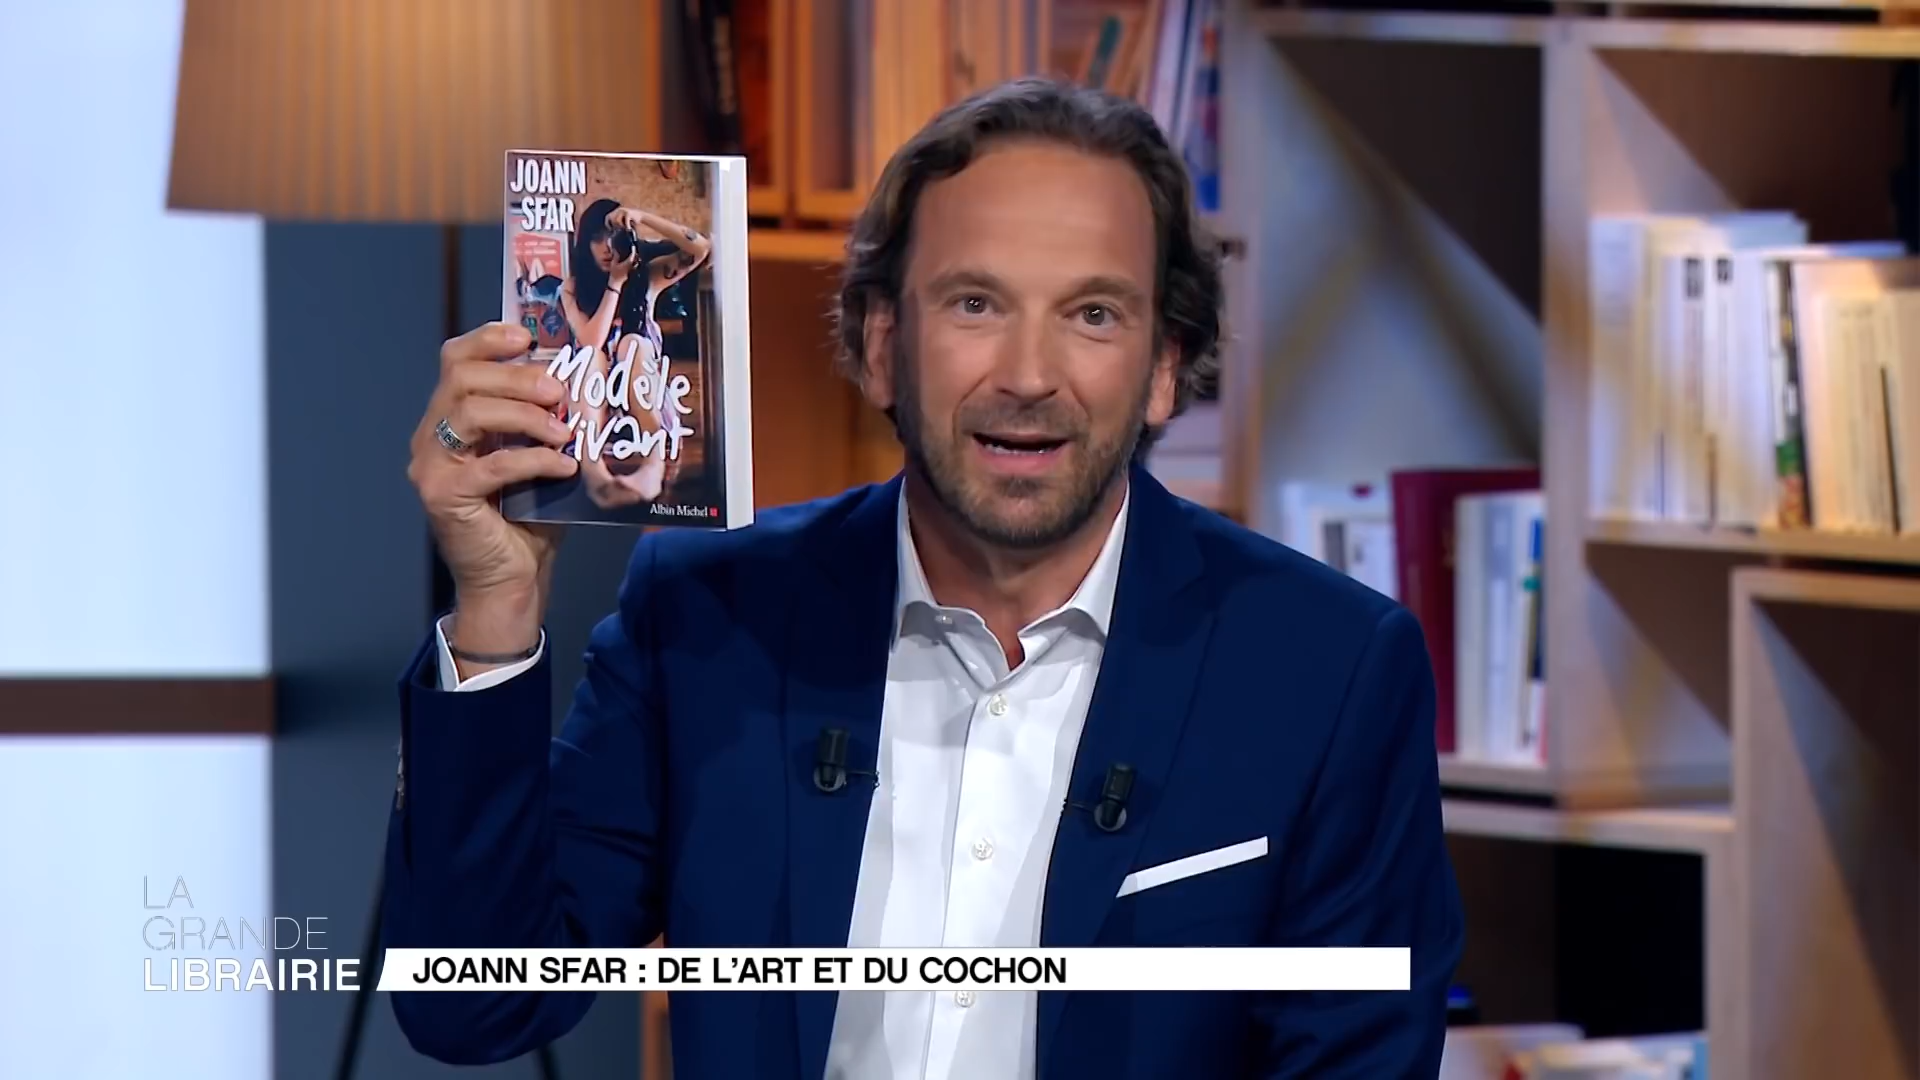 JOANN
SFAR
Modèle
Vivant
Albin Michel
LA
GRANDE
LIBRAIRIE
JOANN SFAR : DE L'ART ET DU COCHON